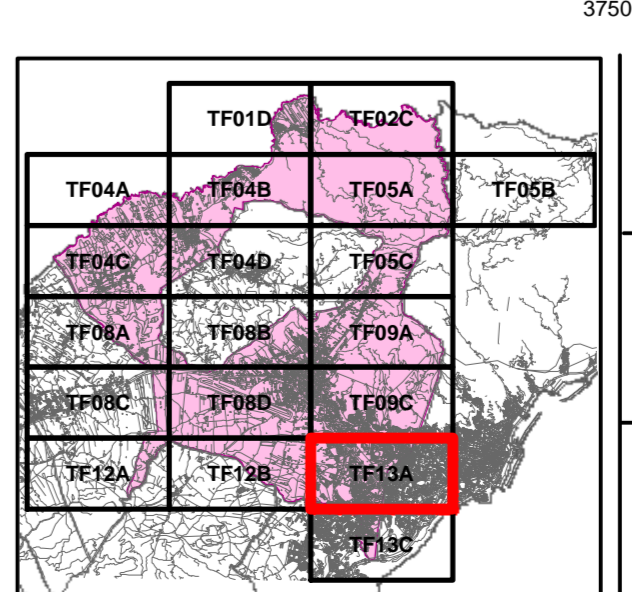 3750
TF01D TF02C
TF04A TF04B TF05A TF05B
TF04C TF04D TF05C
TF08A TF08B TF09A
TF08C TF08D TF09C
TF12A TF12B TF13A
TF13C